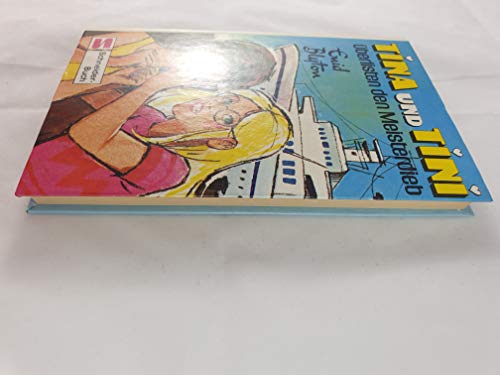 TINA UND TINI
überlisten den Meisterdieb
Enid
Blyton
S
Schneider-
Buch